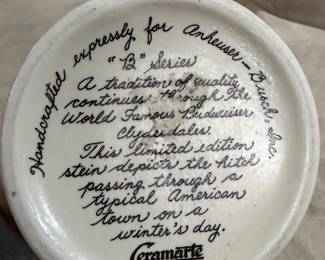 Handcrafted expressly for Anheuser-Busch, Inc.
"B" Series
A tradition of quality
continues through the
World Famous Budweiser
Clydesdales.
This limited edition
stein depicts the hitch
passing through a
typical American
town on a
winter's day.
Ceramarte